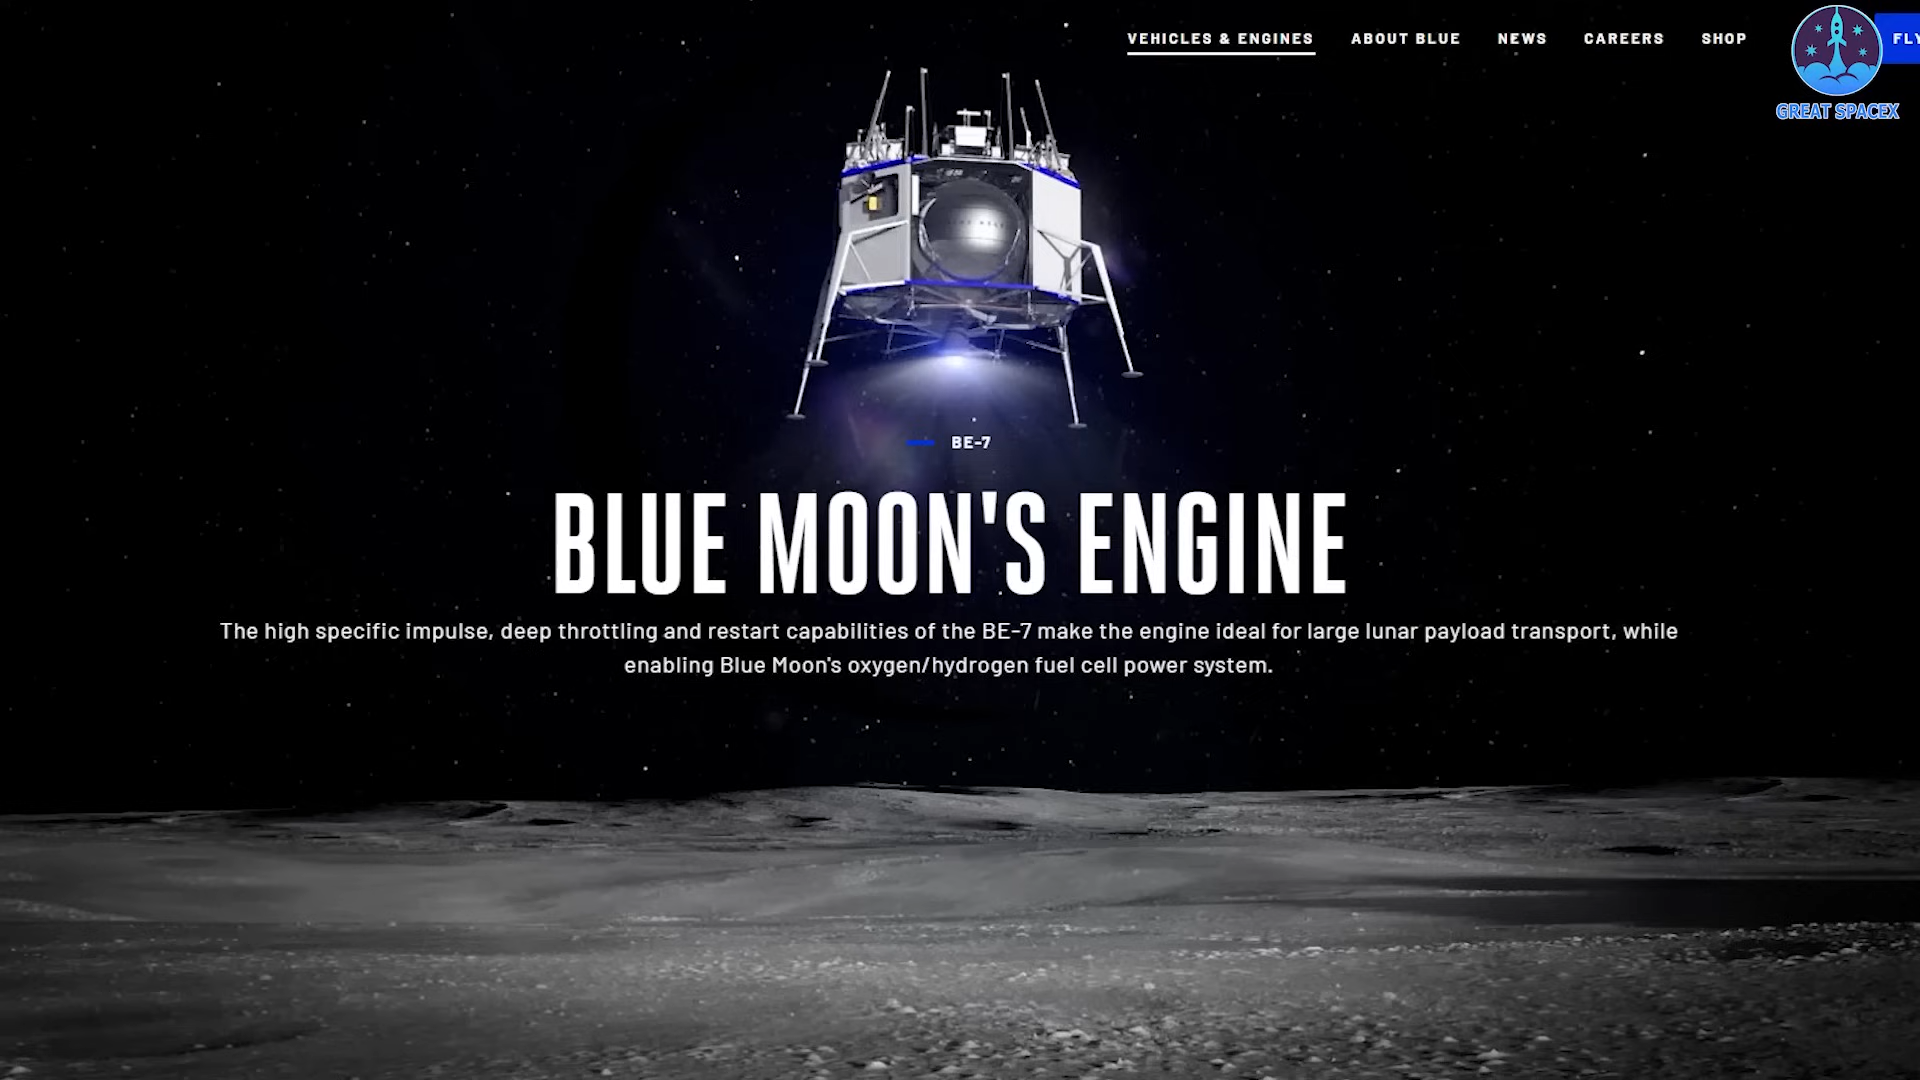 VEHICLES & ENGINES ABOUT BLUE NEWS CAREERS SHOP
GREAT SPACEX
BE-7
BLUE MOON'S ENGINE
The high specific impulse, deep throttling and restart capabilities of the BE-7 make the engine ideal for large lunar payload transport, while
enabling Blue Moon's oxygen/hydrogen fuel cell power system.